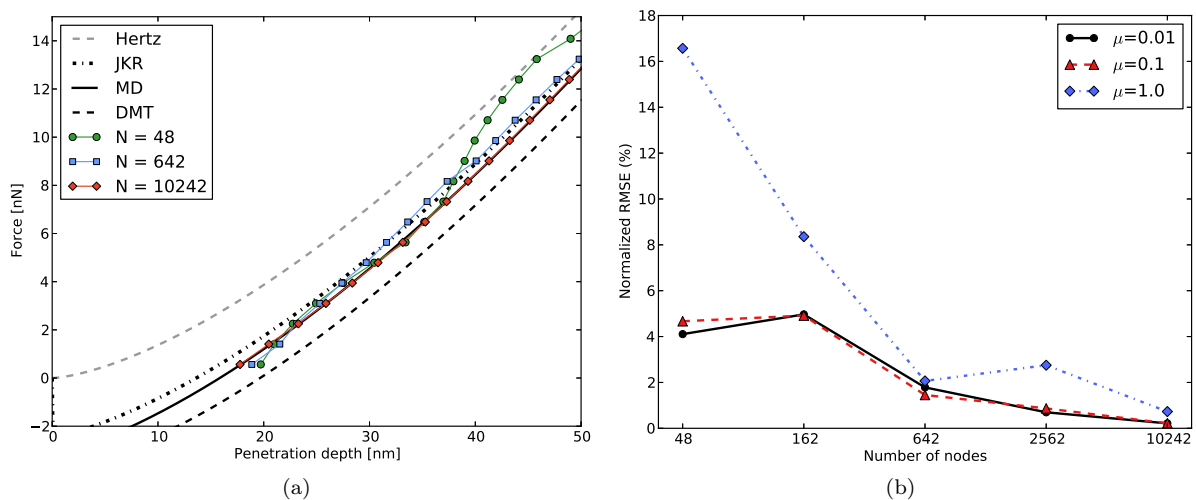 Hertz
JKR
MD
DMT
N = 48
N = 642
N = 10242
14
12
10
8
6
4
2
0
−2
0
10
20
30
40
50
Force [nN]
Penetration depth [nm]
(a)
μ=0.01
μ=0.1
μ=1.0
18
16
14
12
10
8
6
4
2
0
48
162
642
2562
10242
Normalized RMSE (%)
Number of nodes
(b)